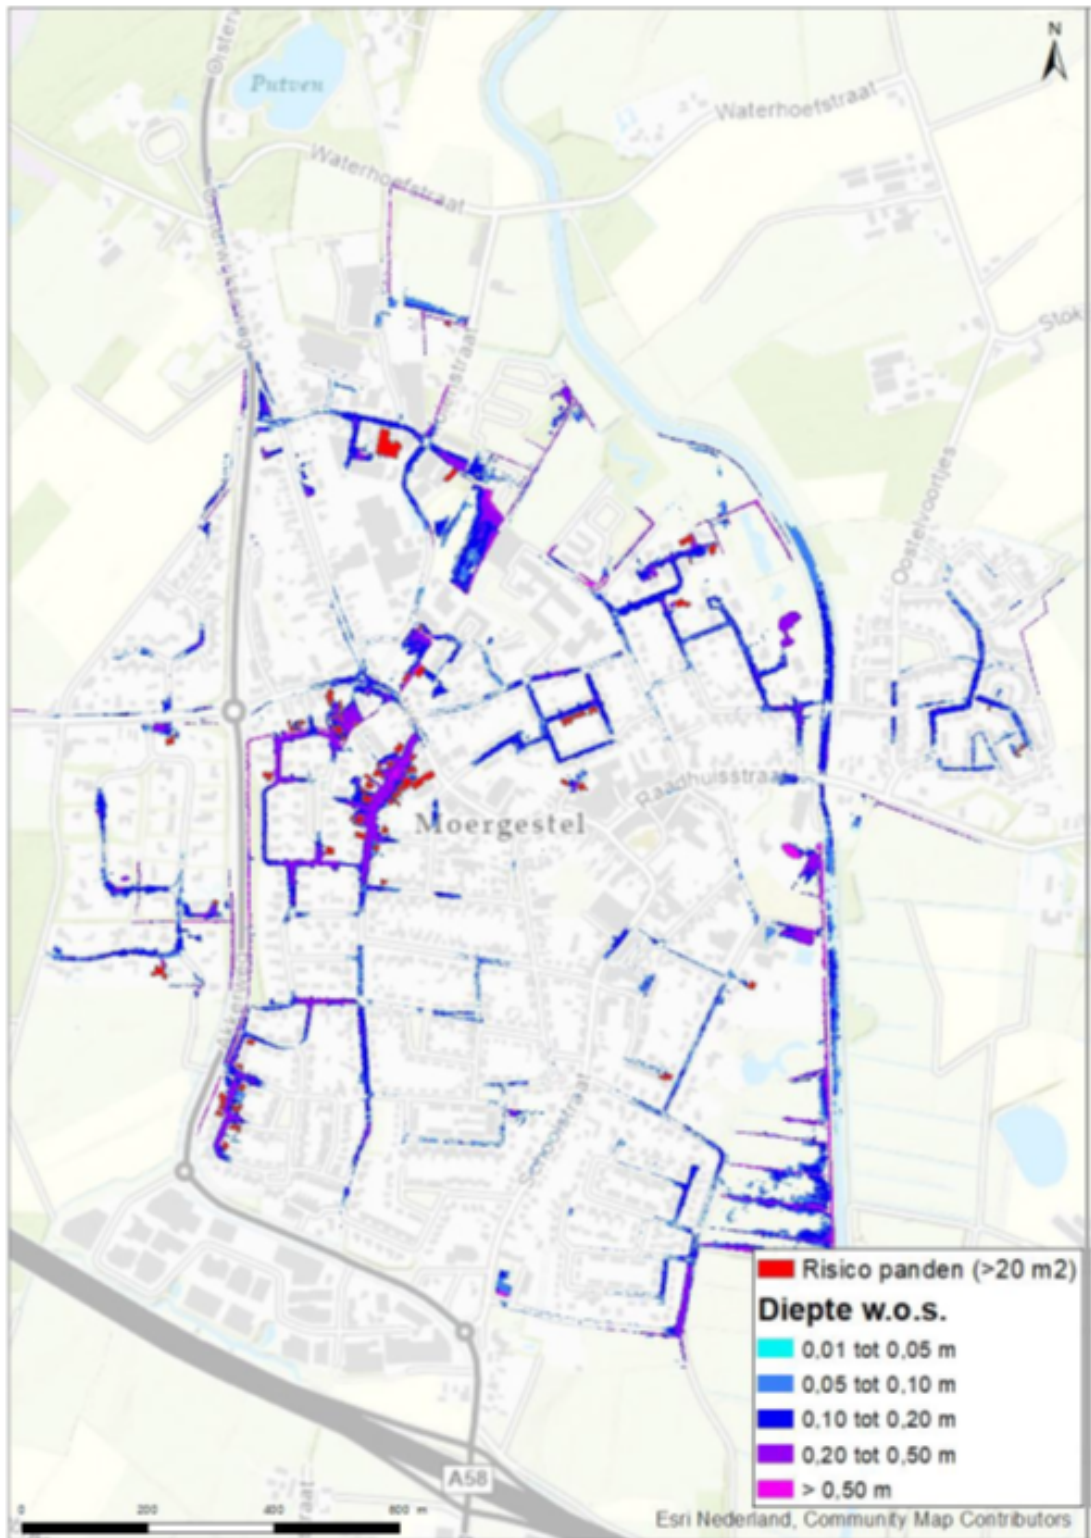 N
Putven
Waterhoefstraat
Waterhoefstraat
Stok
Oostelvoortjes
Raadhuisstraat
Moergestel
Schoolstraat
A58
Risico panden (>20 m2)
Diepte w.o.s.
0,01 tot 0,05 m
0,05 tot 0,10 m
0,10 tot 0,20 m
0,20 tot 0,50 m
> 0,50 m
0 200 400 800 m
Esri Nederland, Community Map Contributors